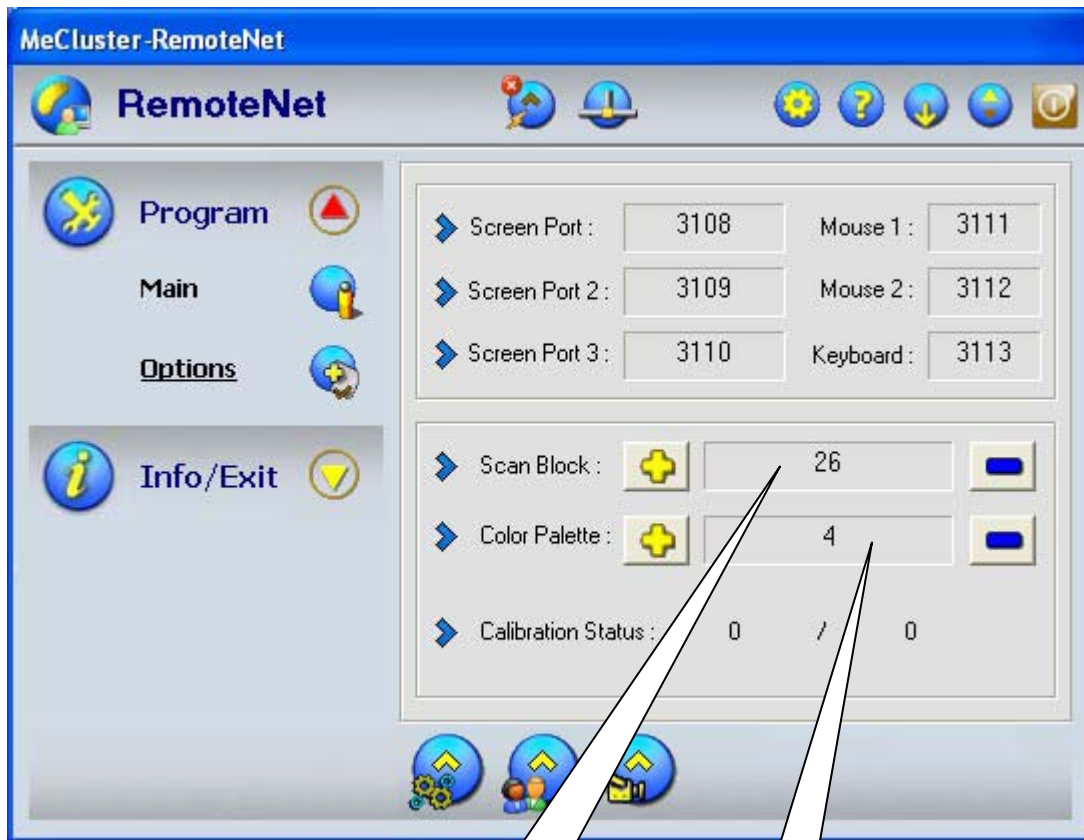 MeCluster-RemoteNet
RemoteNet
Program
Main
Options
Info/Exit
Screen Port : 3108 Mouse 1 : 3111
Screen Port 2 : 3109 Mouse 2 : 3112
Screen Port 3 : 3110 Keyboard : 3113
Scan Block : 26
Color Palette : 4
Calibration Status : 0 / 0